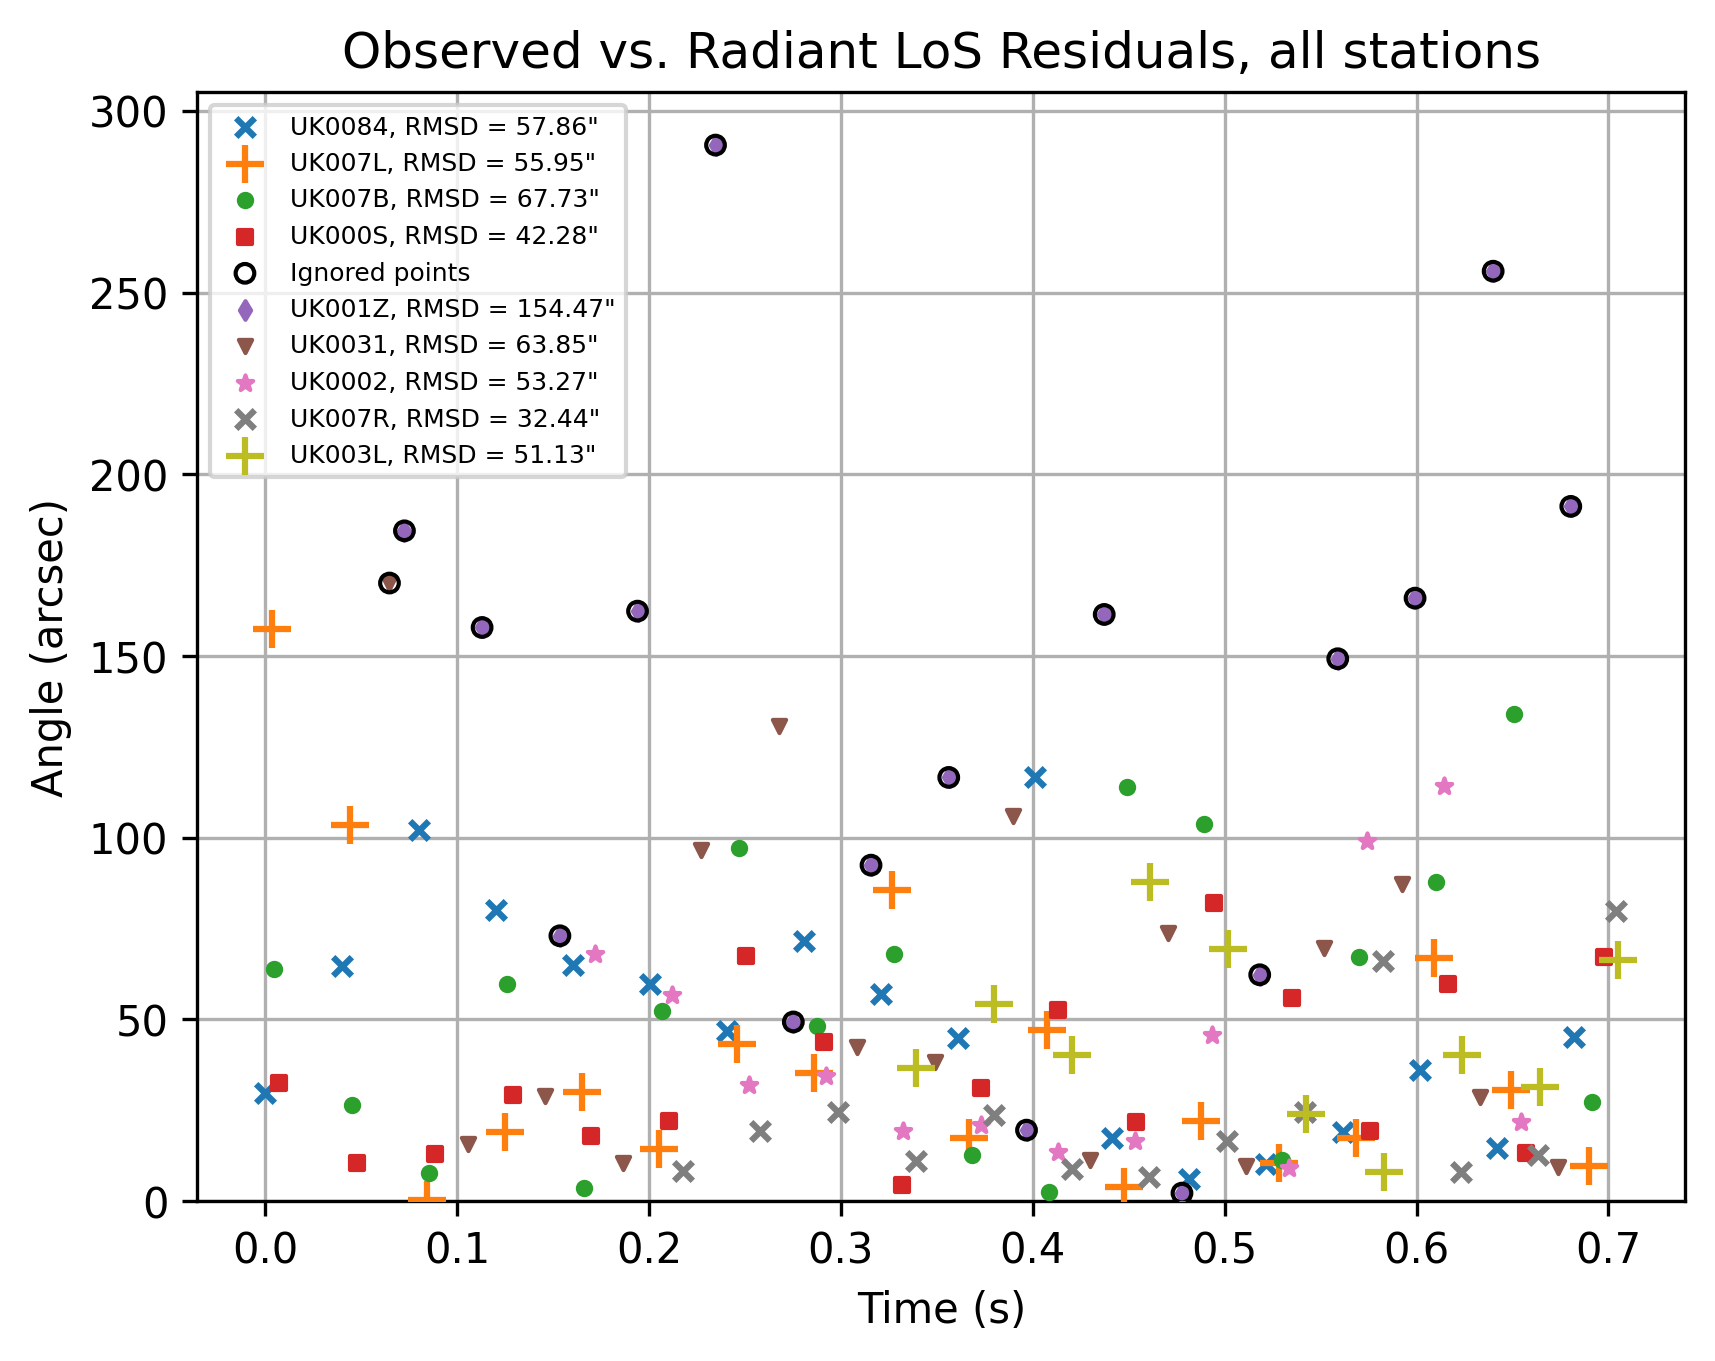 Observed vs. Radiant LoS Residuals, all stations
300
250
200
150
100
50
0
Angle (arcsec)
UK0084, RMSD = 57.86"
UK007L, RMSD = 55.95"
UK007B, RMSD = 67.73"
UK000S, RMSD = 42.28"
Ignored points
UK001Z, RMSD = 154.47"
UK0031, RMSD = 63.85"
UK0002, RMSD = 53.27"
UK007R, RMSD = 32.44"
UK003L, RMSD = 51.13"
0.0 0.1 0.2 0.3 0.4 0.5 0.6 0.7
Time (s)